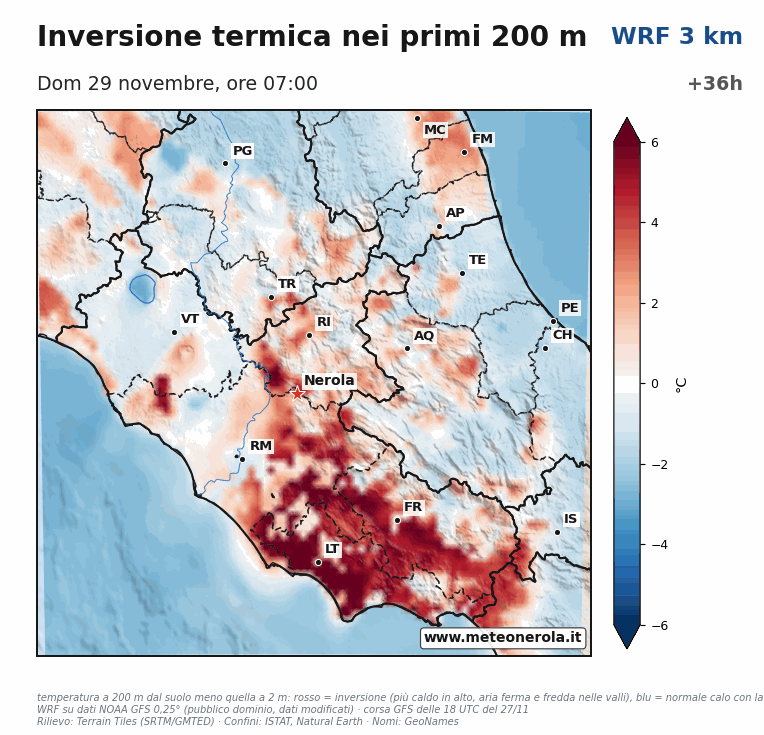 Inversione termica nei primi 200 m WRF 3 km
Dom 29 novembre, ore 07:00 +36h
MC
FM
PG
AP
TE
TR
PE
VT
RI
AQ
CH
Nerola
RM
FR
IS
LT
www.meteonerola.it
6
4
2
0
−2
−4
−6
°C
temperatura a 200 m dal suolo meno quella a 2 m: rosso = inversione (più caldo in alto, aria ferma e fredda nelle valli), blu = normale calo con la
WRF su dati NOAA GFS 0,25° (pubblico dominio, dati modificati) · corsa GFS delle 18 UTC del 27/11
Rilievo: Terrain Tiles (SRTM/GMTED) · Confini: ISTAT, Natural Earth · Nomi: GeoNames